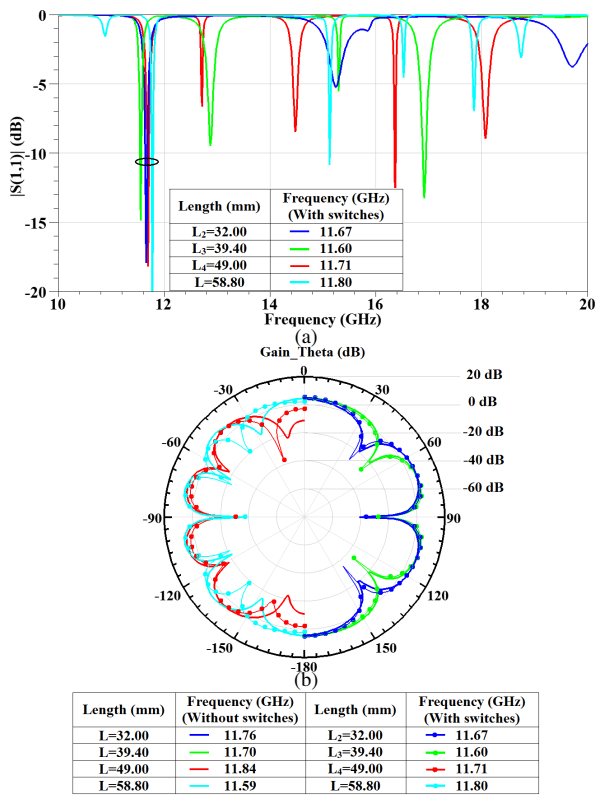 0
-5
-10
-15
-20
|S(1,1)| (dB)
Length (mm) Frequency (GHz) (With switches)
L2=32.00 11.67
L3=39.40 11.60
L4=49.00 11.71
L=58.80 11.80
10 12 14 16 18 20
Frequency (GHz)
(a)
Gain_Theta (dB)
0
-30 30
-60 60
-90 90
-120 120
-150 150
-180
20 dB
0 dB
-20 dB
-40 dB
-60 dB
(b)
Length (mm) Frequency (GHz) (Without switches) Length (mm) Frequency (GHz) (With switches)
L=32.00 11.76 L2=32.00 11.67
L=39.40 11.70 L3=39.40 11.60
L=49.00 11.84 L4=49.00 11.71
L=58.80 11.59 L=58.80 11.80